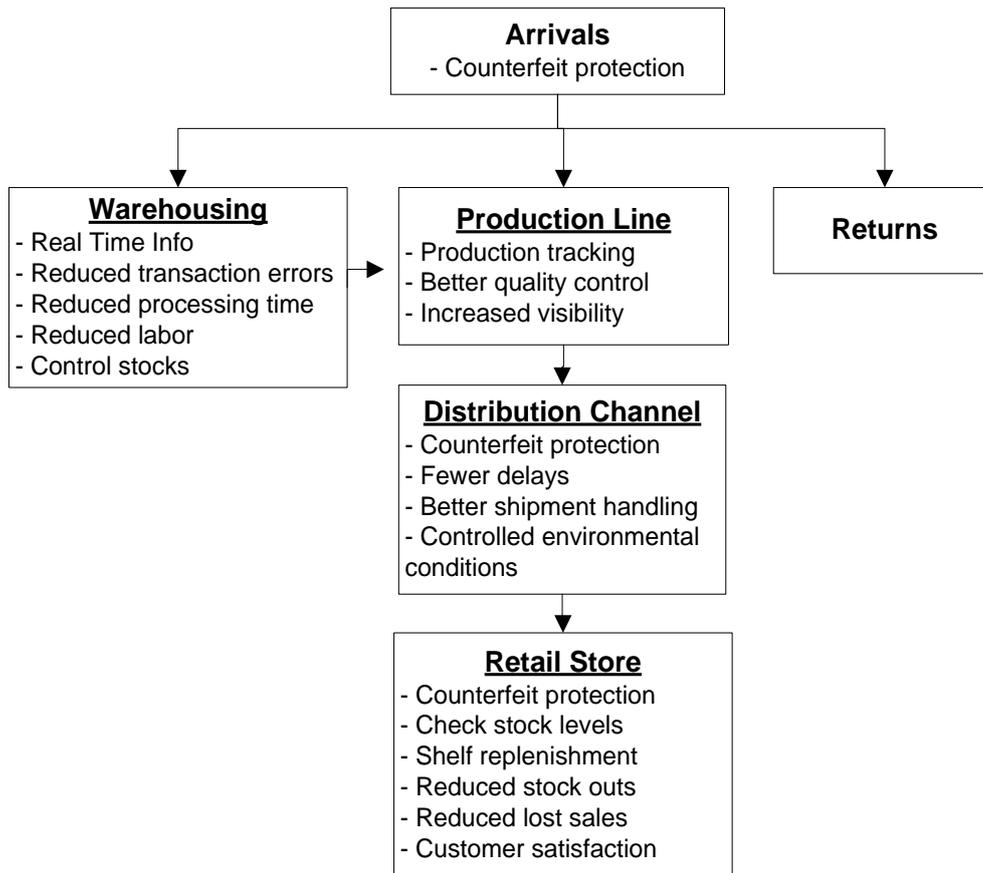 Arrivals
- Counterfeit protection
Warehousing
- Real Time Info
- Reduced transaction errors
- Reduced processing time
- Reduced labor
- Control stocks
Production Line
- Production tracking
- Better quality control
- Increased visibility
Returns
Distribution Channel
- Counterfeit protection
- Fewer delays
- Better shipment handling
- Controlled environmental
conditions
Retail Store
- Counterfeit protection
- Check stock levels
- Shelf replenishment
- Reduced stock outs
- Reduced lost sales
- Customer satisfaction